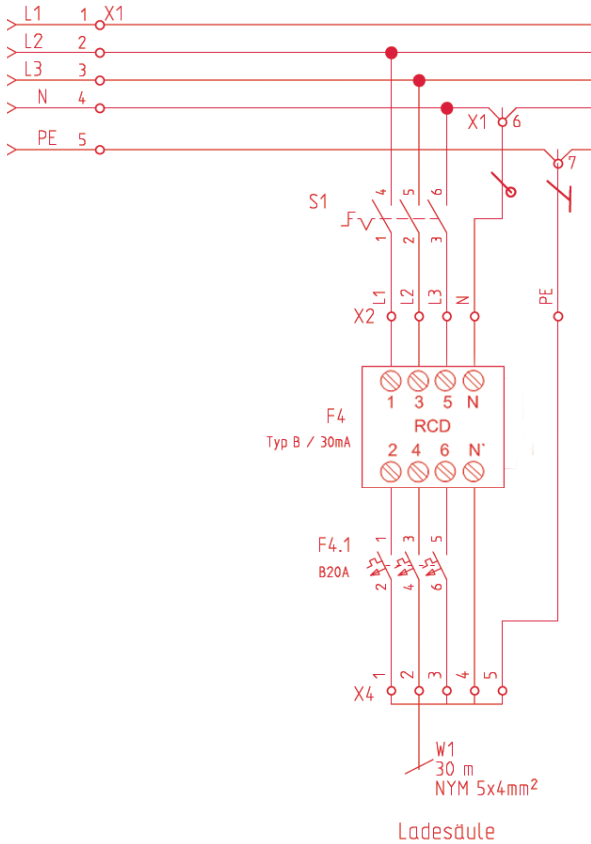 L1 1 X1
L2 2
L3 3
N 4
X1 6
PE 5
7
4 5 6
S1
1 2 3
L1 L2 L3 N PE
X2
1 3 5 N
F4 RCD
Typ B / 30mA
2 4 6 N`
F4.1 1 3 5
B20A
2 4 6
1 2 3 4 5
X4
W1
30 m
NYM 5x4mm²
Ladesäule